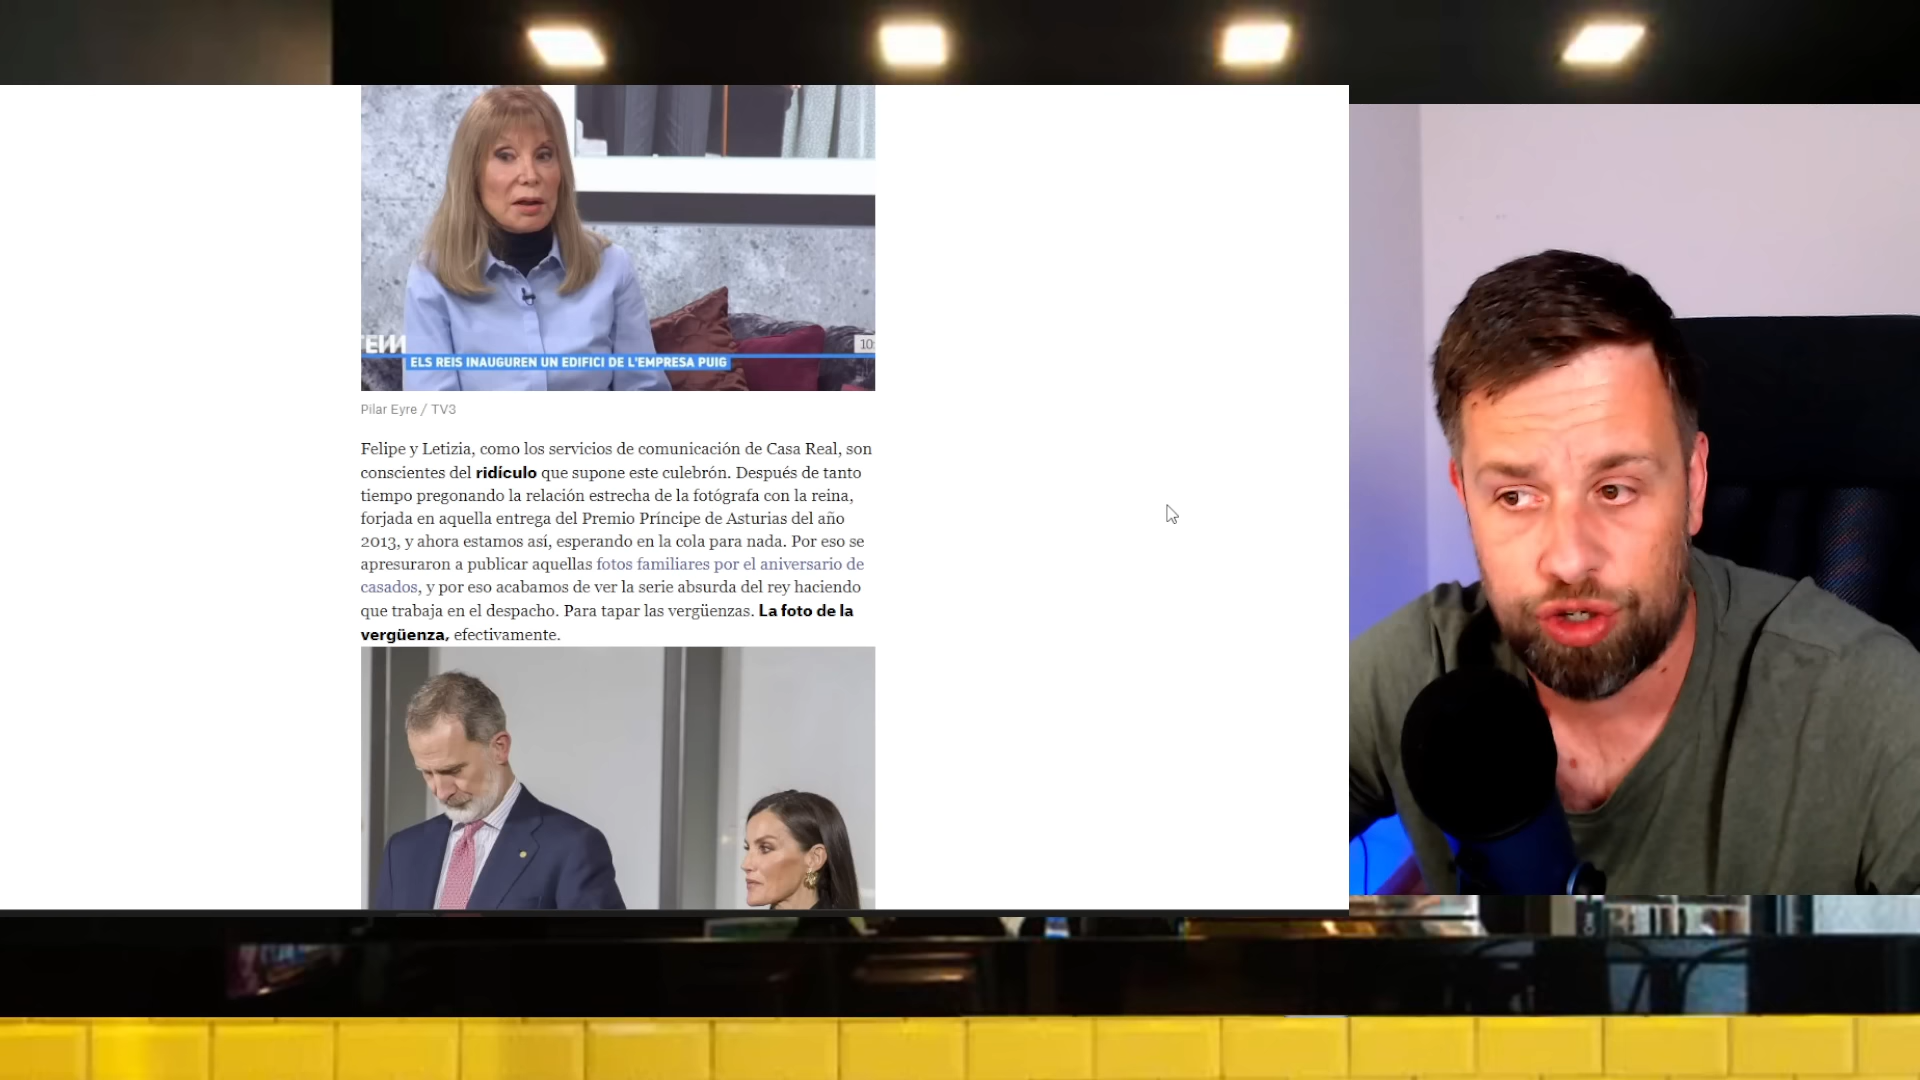 TEM
10:
ELS REIS INAUGUREN UN EDIFICI DE L'EMPRESA PUIG
Pilar Eyre / TV3
Felipe y Letizia, como los servicios de comunicación de Casa Real, son
conscientes del ridículo que supone este culebrón. Después de tanto
tiempo pregonando la relación estrecha de la fotógrafa con la reina,
forjada en aquella entrega del Premio Príncipe de Asturias del año
2013, y ahora estamos así, esperando en la cola para nada. Por eso se
apresuraron a publicar aquellas fotos familiares por el aniversario de
casados, y por eso acabamos de ver la serie absurda del rey haciendo
que trabaja en el despacho. Para tapar las vergüenzas. La foto de la
vergüenza, efectivamente.